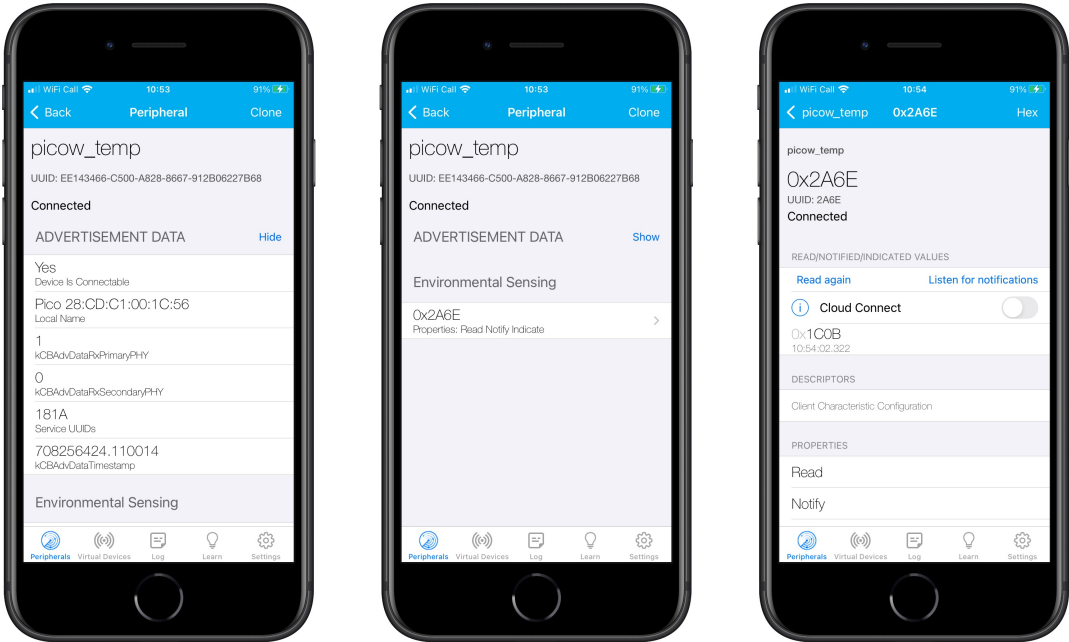 WiFi Call 10:53 91%
Back Peripheral Clone
picow_temp
UUID: EE143466-C500-A828-8667-912B06227B68
Connected
ADVERTISEMENT DATA Hide
Yes
Device Is Connectable
Pico 28:CD:C1:00:1C:56
Local Name
1
kCBAdvDataRxPrimaryPHY
0
kCBAdvDataRxSecondaryPHY
181A
Service UUIDs
708256424.110014
kCBAdvDataTimestamp
Environmental Sensing
Peripherals Virtual Devices Log Learn Settings
WiFi Call 10:53 91%
Back Peripheral Clone
picow_temp
UUID: EE143466-C500-A828-8667-912B06227B68
Connected
ADVERTISEMENT DATA Show
Environmental Sensing
0x2A6E
Properties: Read Notify Indicate
Peripherals Virtual Devices Log Learn Settings
WiFi Call 10:54 91%
picow_temp 0x2A6E Hex
picow_temp
0x2A6E
UUID: 2A6E
Connected
READ/NOTIFIED/INDICATED VALUES
Read again Listen for notifications
Cloud Connect
0x1C0B
10:54:02.322
DESCRIPTORS
Client Characteristic Configuration
PROPERTIES
Read
Notify
Peripherals Virtual Devices Log Learn Settings